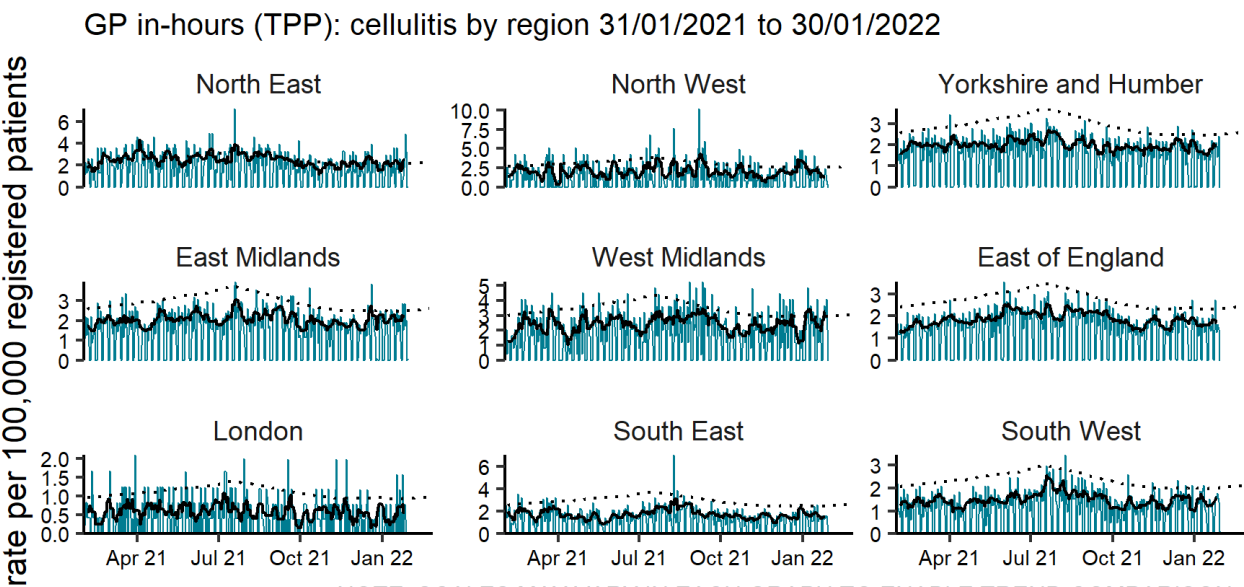 GP in-hours (TPP): cellulitis by region 31/01/2021 to 30/01/2022
rate per 100,000 registered patients
North East
6
4
2
0
North West
10.0
7.5
5.0
2.5
0.0
Yorkshire and Humber
3
2
1
0
East Midlands
3
2
1
0
West Midlands
5
4
3
2
1
0
East of England
3
2
1
0
London
2.0
1.5
1.0
0.5
0.0
South East
6
4
2
0
South West
3
2
1
0
Apr 21 Jul 21 Oct 21 Jan 22
Apr 21 Jul 21 Oct 21 Jan 22
Apr 21 Jul 21 Oct 21 Jan 22